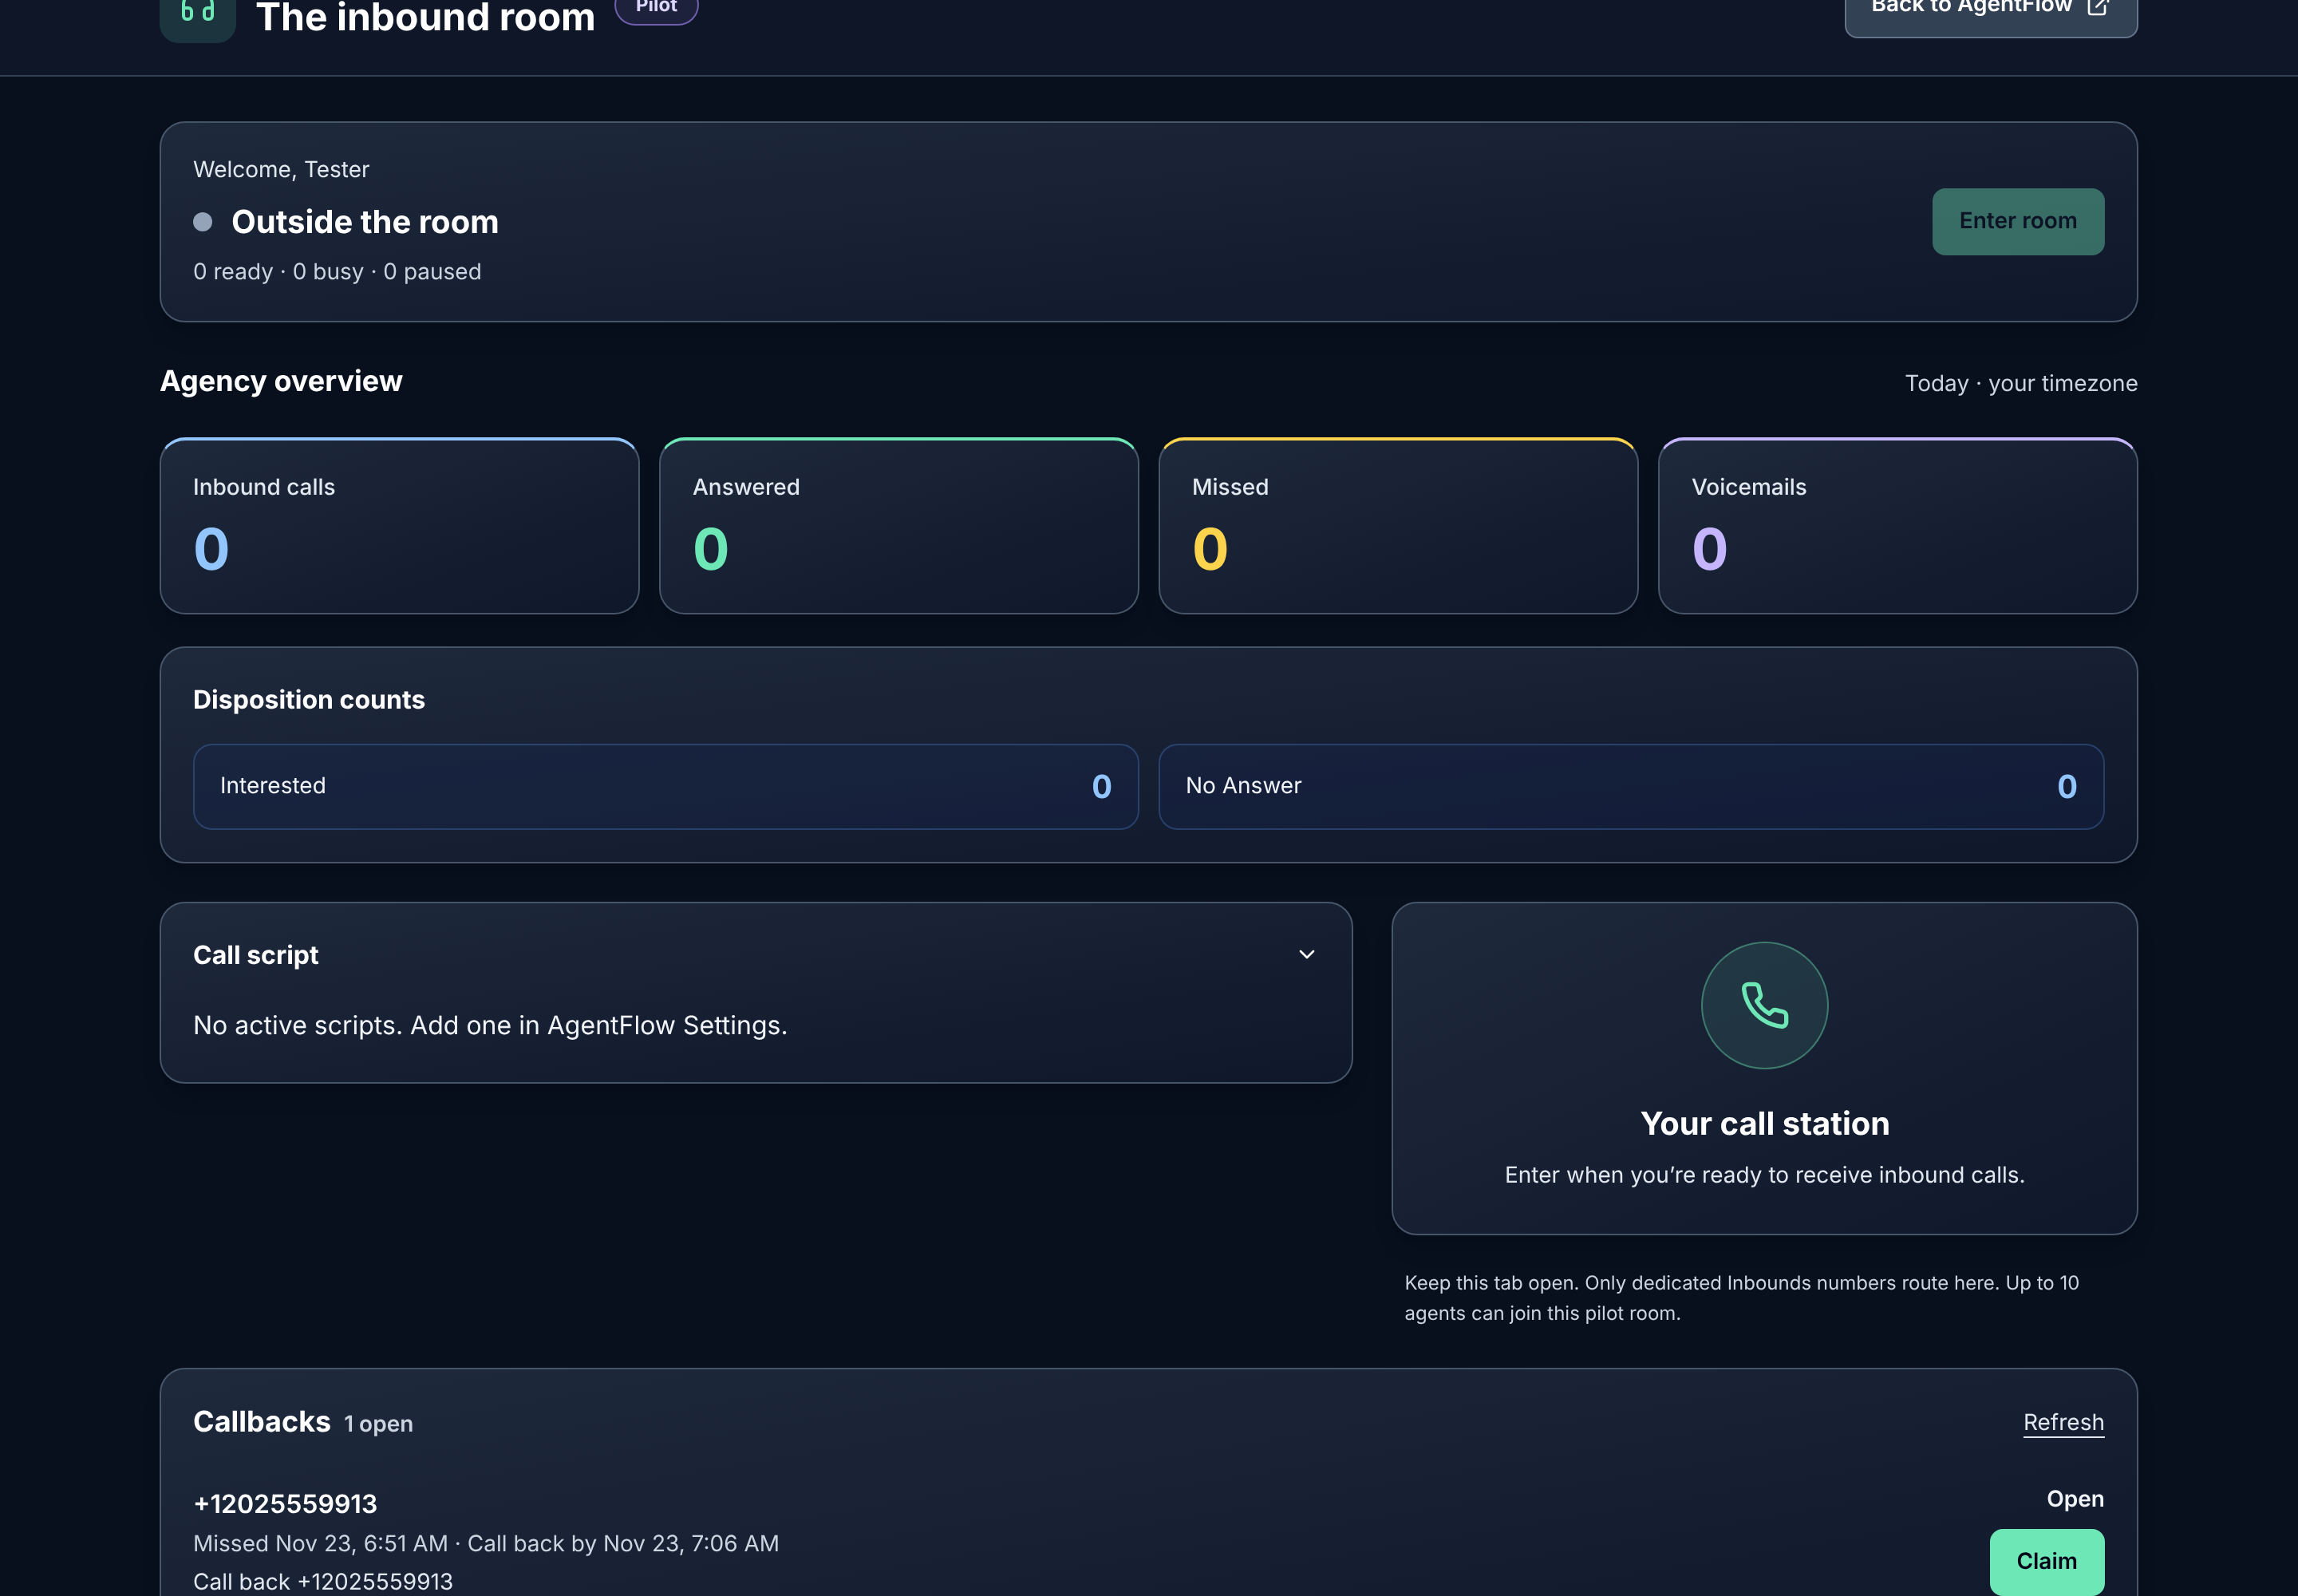 The inbound room
Pilot
Back to AgentFlow
Welcome, Tester
Outside the room
0 ready · 0 busy · 0 paused
Enter room
Agency overview
Today · your timezone
Inbound calls
0
Answered
0
Missed
0
Voicemails
0
Disposition counts
Interested
0
No Answer
0
Call script
No active scripts. Add one in AgentFlow Settings.
Your call station
Enter when you’re ready to receive inbound calls.
Keep this tab open. Only dedicated Inbounds numbers route here. Up to 10
agents can join this pilot room.
Callbacks 1 open
Refresh
+12025559913
Open
Missed Nov 23, 6:51 AM · Call back by Nov 23, 7:06 AM
Claim
Call back +12025559913